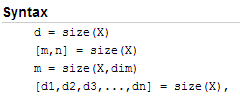 Syntax
d = size(X)
[m,n] = size(X)
m = size(X,dim)
[d1,d2,d3,...,dn] = size(X),